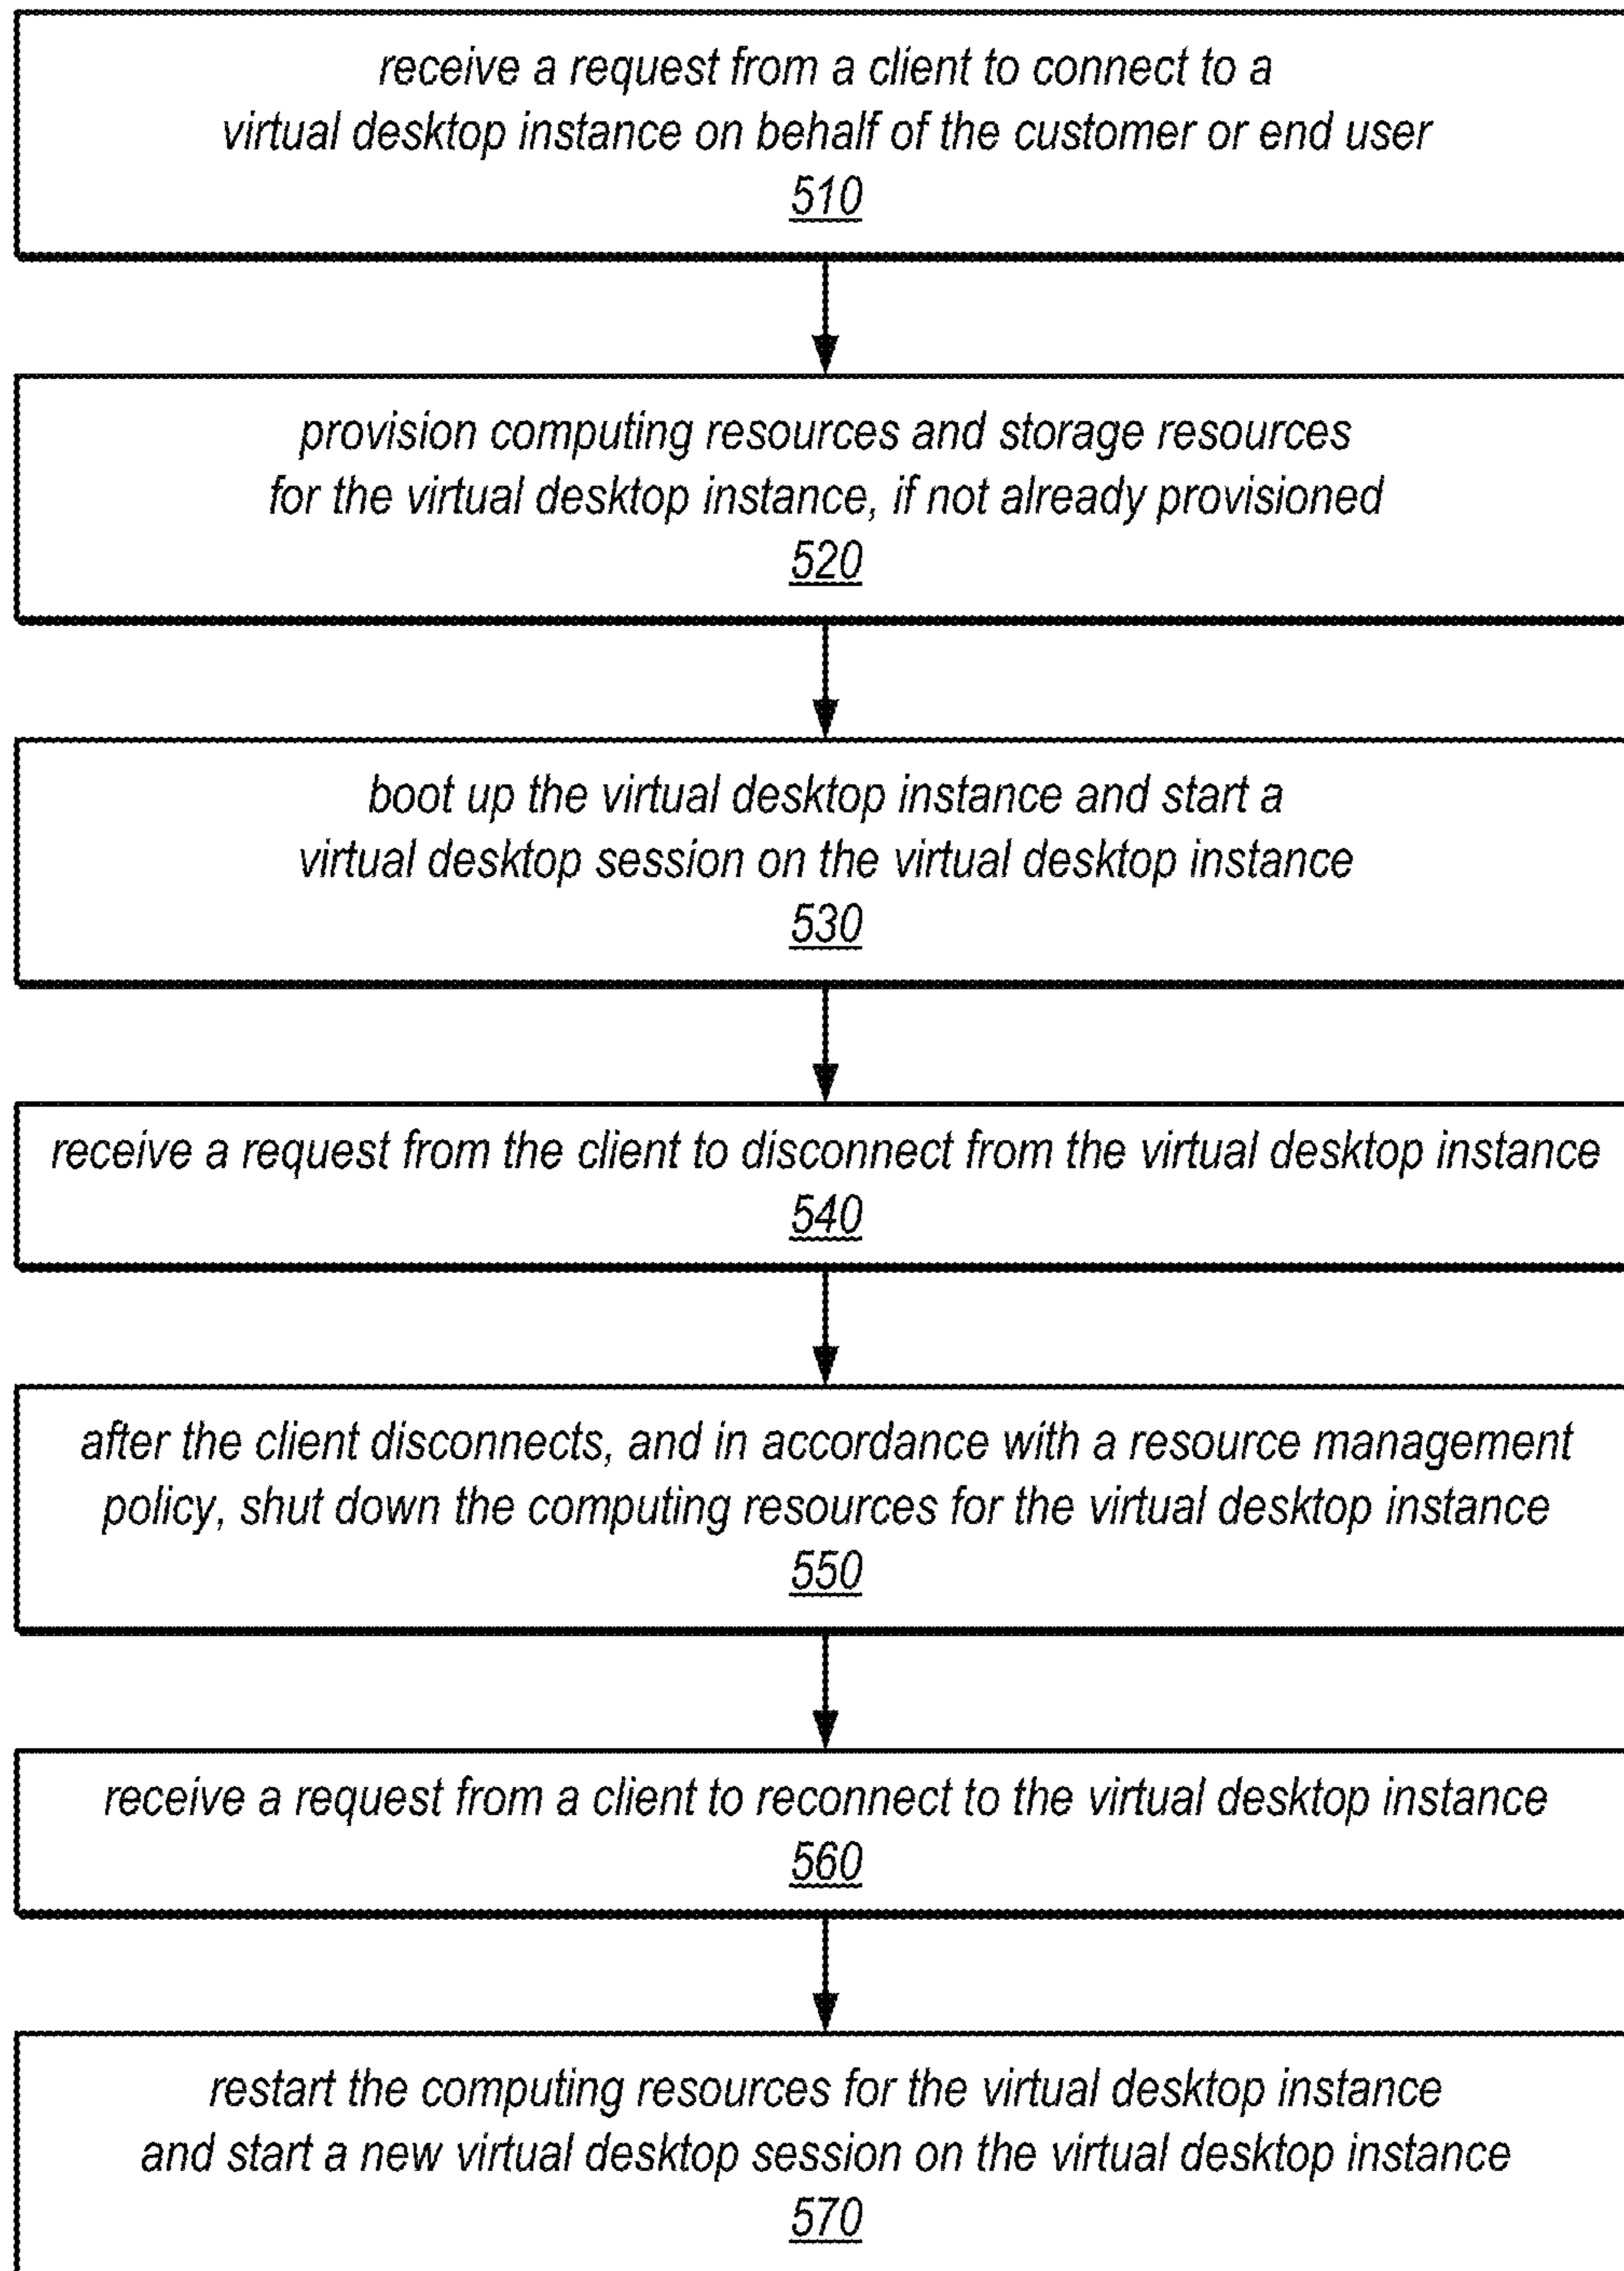 receive a request from a client to connect to a
virtual desktop instance on behalf of the customer or end user
510
provision computing resources and storage resources
for the virtual desktop instance, if not already provisioned
520
boot up the virtual desktop instance and start a
virtual desktop session on the virtual desktop instance
530
receive a request from the client to disconnect from the virtual desktop instance
540
after the client disconnects, and in accordance with a resource management
policy, shut down the computing resources for the virtual desktop instance
550
receive a request from a client to reconnect to the virtual desktop instance
560
restart the computing resources for the virtual desktop instance
and start a new virtual desktop session on the virtual desktop instance
570